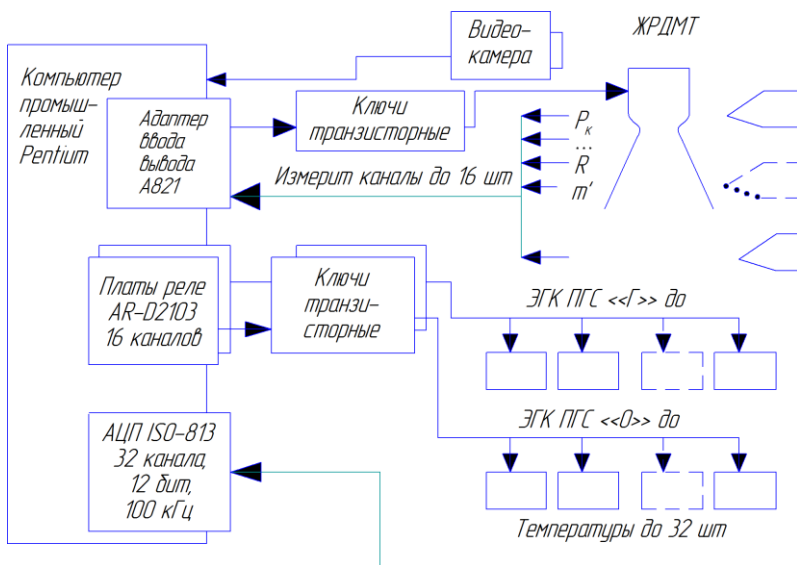 Видео-
камера
ЖРДМТ
Компьютер
промыш-
ленный
Pentium
Адаптер
ввода
вывода
А821
Ключи
транзисторные
Pк
...
R
m'
Измерит каналы до 16 шт
Платы реле
AR-D2103
16 каналов
Ключи
транзи-
сторные
ЭГК ПГС <<Г>> до
ЭГК ПГС <<О>> до
АЦП ISO-813
32 канала,
12 бит,
100 кГц
Температуры до 32 шт